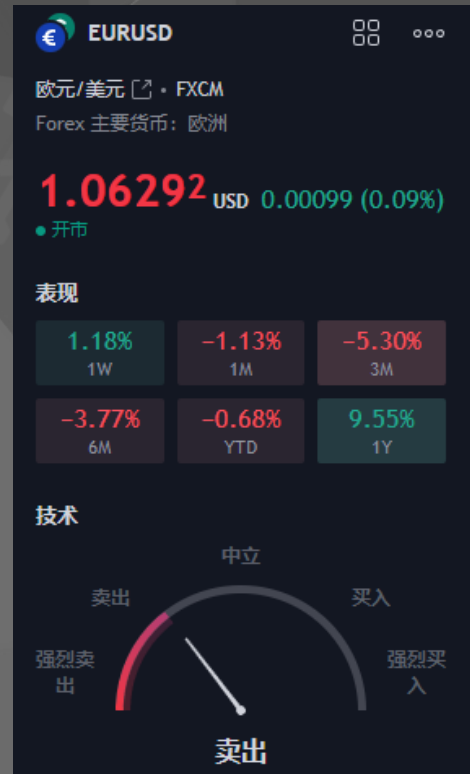 € EURUSD
欧元/美元 • FXCM
Forex 主要货币：欧洲
1.06292 USD 0.00099 (0.09%)
• 开市
表现
1.18% −1.13% −5.30%
1W 1M 3M
−3.77% −0.68% 9.55%
6M YTD 1Y
技术
中立
卖出 买入
强烈卖 强烈买
出 入
卖出